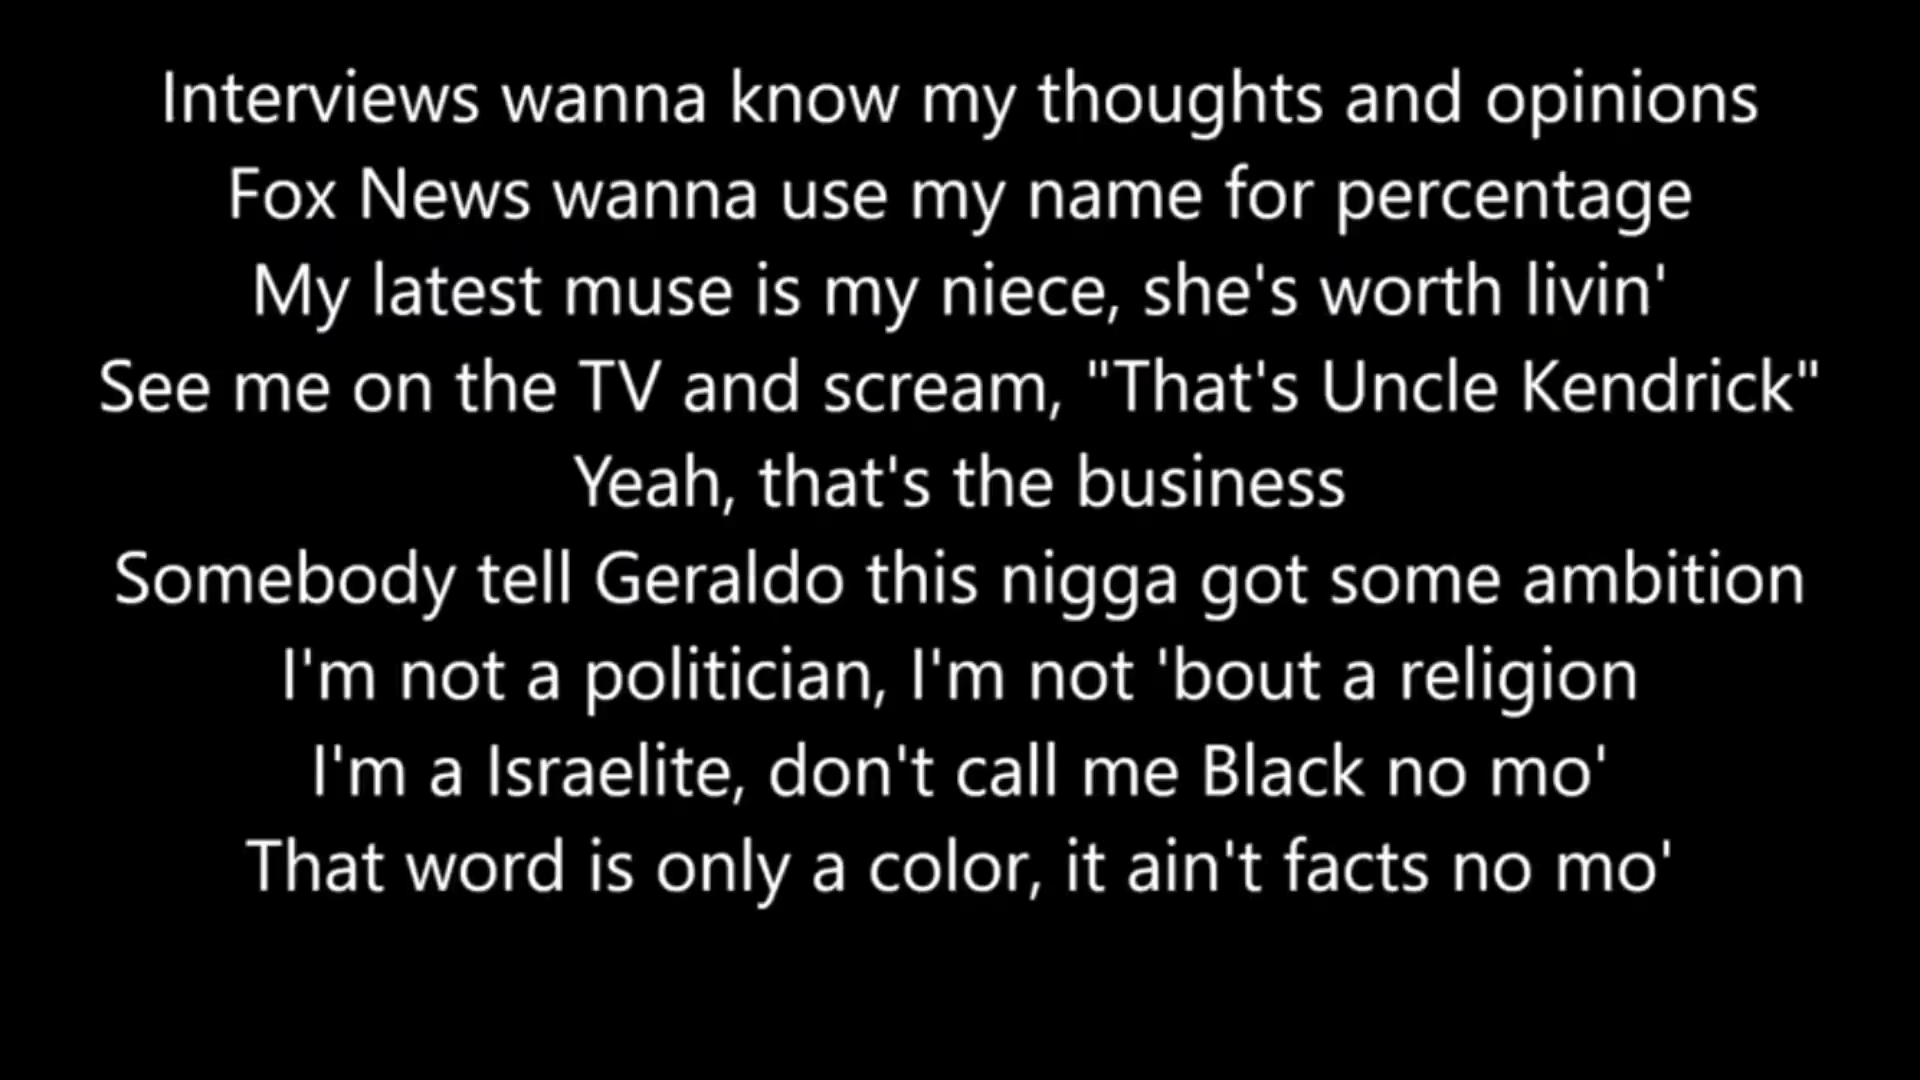 Interviews wanna know my thoughts and opinions
Fox News wanna use my name for percentage
My latest muse is my niece, she's worth livin'
See me on the TV and scream, "That's Uncle Kendrick"
Yeah, that's the business
Somebody tell Geraldo this nigga got some ambition
I'm not a politician, I'm not 'bout a religion
I'm a Israelite, don't call me Black no mo'
That word is only a color, it ain't facts no mo'